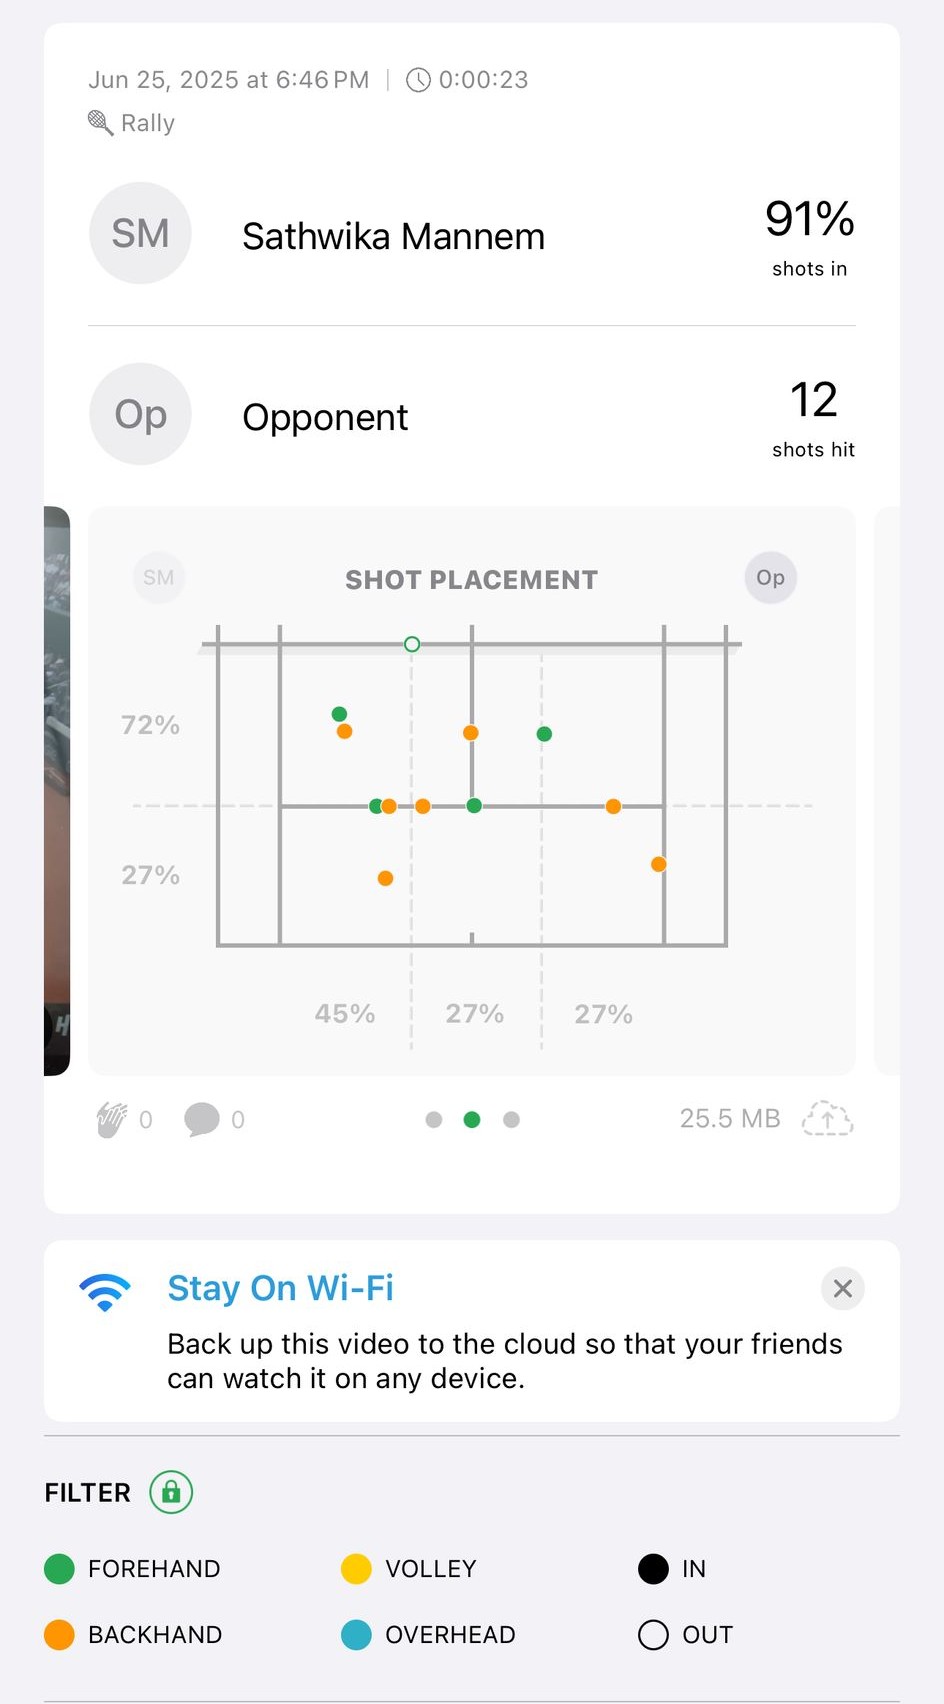 Jun 25, 2025 at 6:46 PM | 0:00:23
Rally
SM Sathwika Mannem 91%
shots in
Op Opponent 12
shots hit
SM SHOT PLACEMENT Op
72%
27%
45% 27% 27%
H
0 0 25.5 MB
Stay On Wi-Fi
Back up this video to the cloud so that your friends
can watch it on any device.
FILTER
FOREHAND VOLLEY IN
BACKHAND OVERHEAD OUT